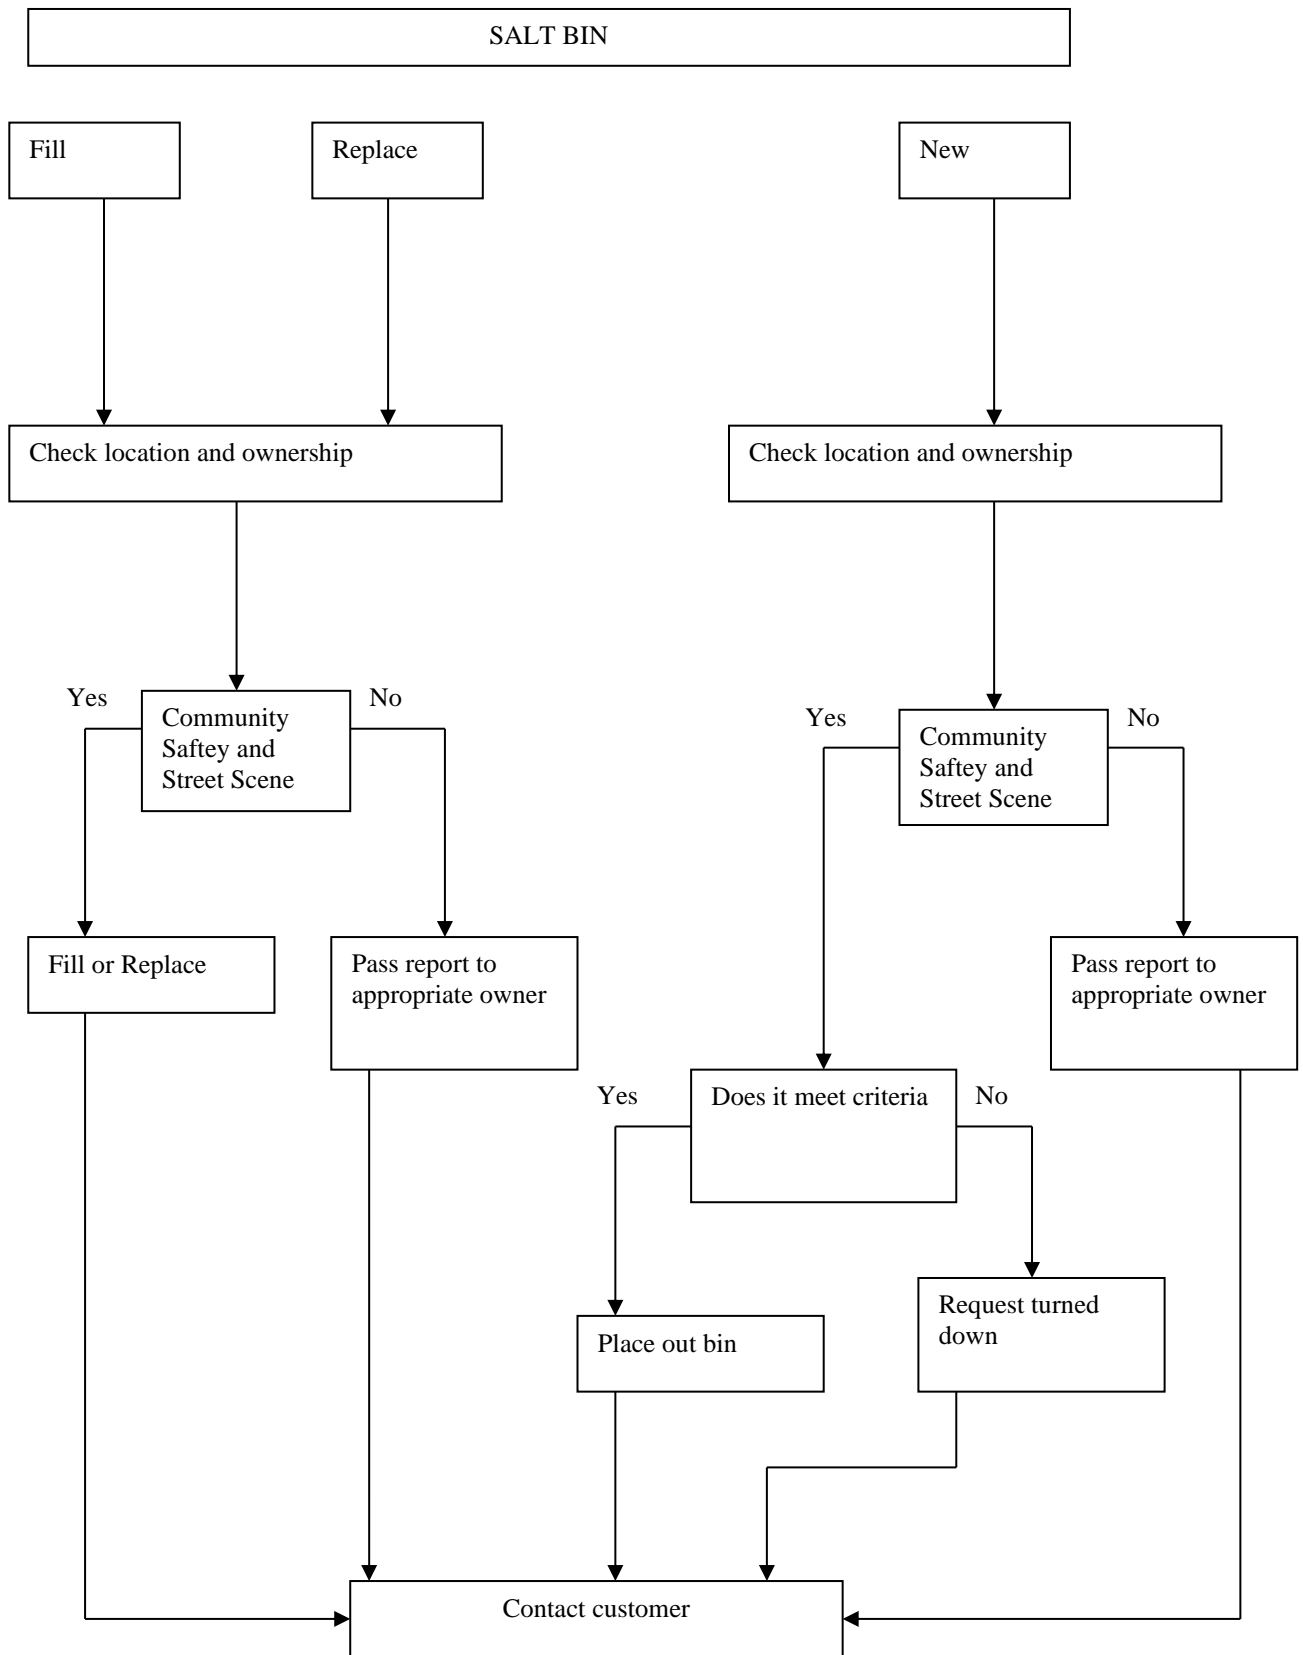 SALT BIN
Fill
Replace
New
Check location and ownership
Check location and ownership
Yes
No
Community
Saftey and
Street Scene
Yes
No
Community
Saftey and
Street Scene
Fill or Replace
Pass report to
appropriate owner
Pass report to
appropriate owner
Yes
Does it meet criteria
No
Place out bin
Request turned
down
Contact customer